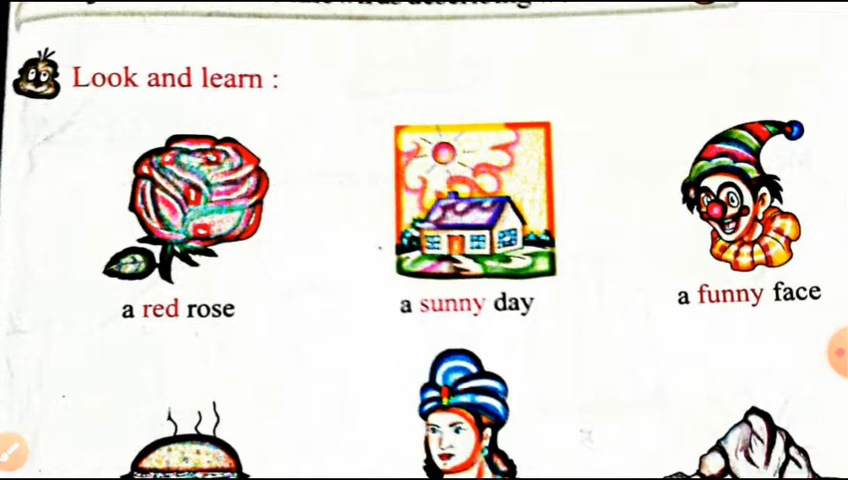 Look and learn :
a red rose
a sunny day
a funny face